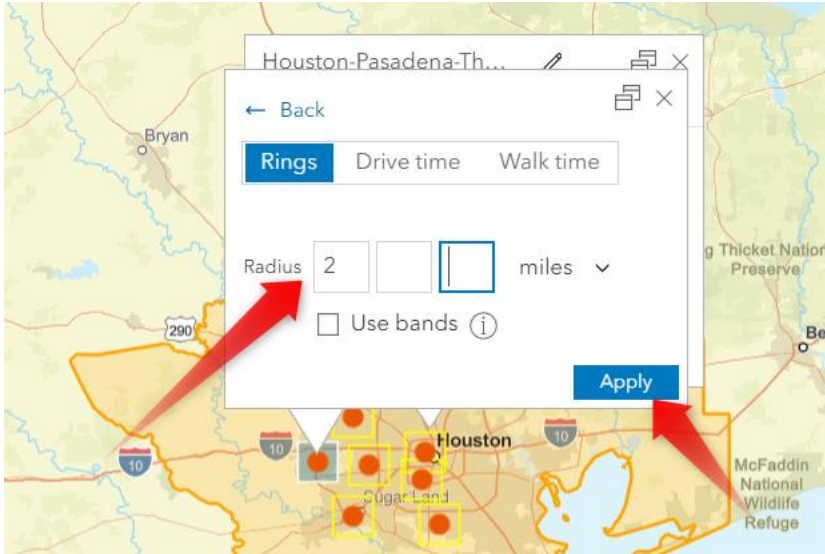 Houston-Pasadena-Th...
← Back
Bryan
Rings Drive time Walk time
g Thicket Nation
Preserve
Radius 2 miles
290
Use bands
Be
Apply
Houston
10
10
10
Sugar Land
McFaddin
National
Wildlife
Refuge